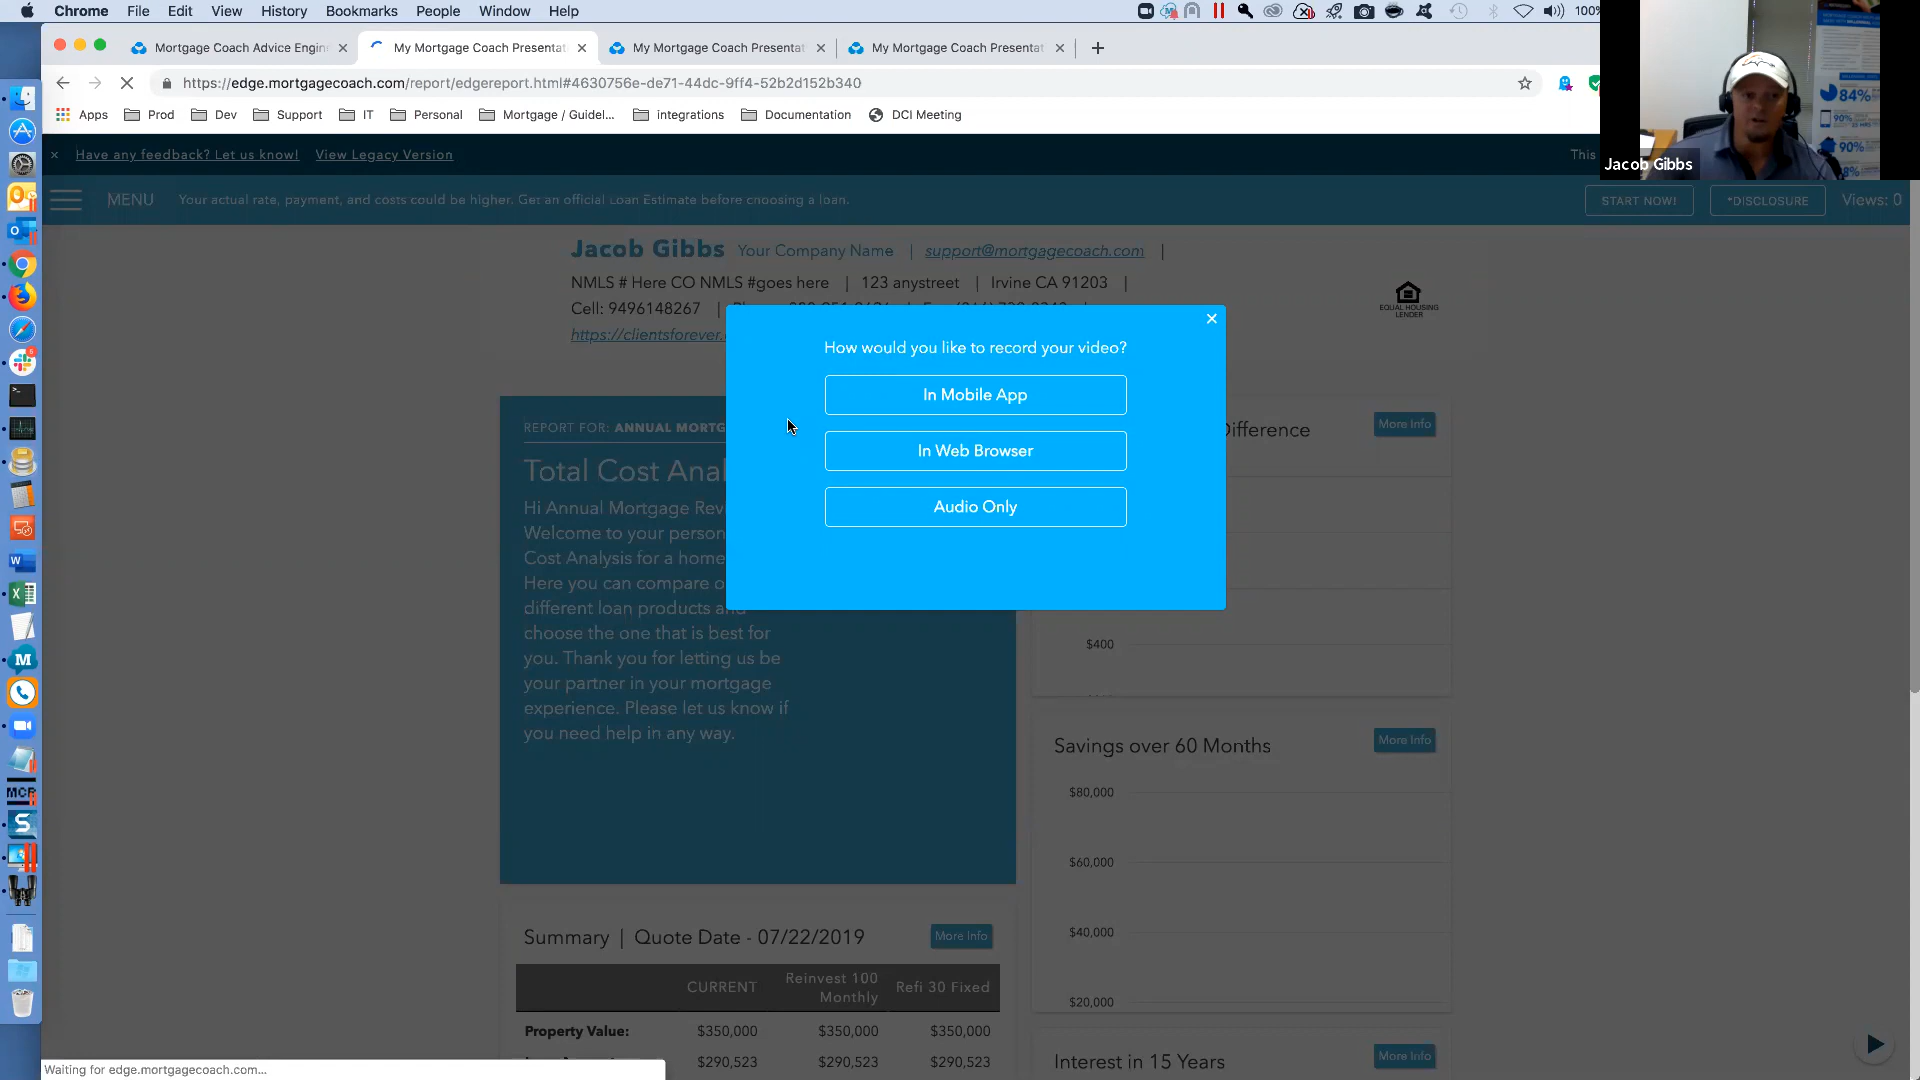 Chrome File Edit View History Bookmarks People Window Help 100%
Mortgage Coach Advice Engin
My Mortgage Coach Presentat
My Mortgage Coach Presentat
My Mortgage Coach Presentat
https://edge.mortgagecoach.com/report/edgereport.html#4630756e-de71-44dc-9ff4-52b2d152b340
Apps Prod Dev Support IT Personal Mortgage / Guidel... integrations Documentation DCI Meeting
84%
90%
90%
Jacob Gibbs
Have any feedback? Let us know! View Legacy Version This
MENU Your actual rate, payment, and costs could be higher. Get an official Loan Estimate before choosing a loan. START NOW! *DISCLOSURE Views: 0
Jacob Gibbs Your Company Name | support@mortgagecoach.com |
NMLS # Here CO NMLS #goes here | 123 anystreet | Irvine CA 91203 |
Cell: 9496148267 |
https://clientsforever.
EQUAL HOUSING
LENDER
How would you like to record your video?
In Mobile App
In Web Browser
Audio Only
REPORT FOR: ANNUAL MORTG
Total Cost Anal
Hi Annual Mortgage Rev
Welcome to your person
Cost Analysis for a home
Here you can compare o
different loan products and
choose the one that is best for
you. Thank you for letting us be
your partner in your mortgage
experience. Please let us know if
you need help in any way.
Difference More Info
$400
Savings over 60 Months More Info
$80,000
$60,000
$40,000
$20,000
Summary | Quote Date - 07/22/2019 More Info
CURRENT Reinvest 100 Monthly Refi 30 Fixed
Property Value: $350,000 $350,000 $350,000
$290,523 $290,523 $290,523
Interest in 15 Years More Info
Waiting for edge.mortgagecoach.com...